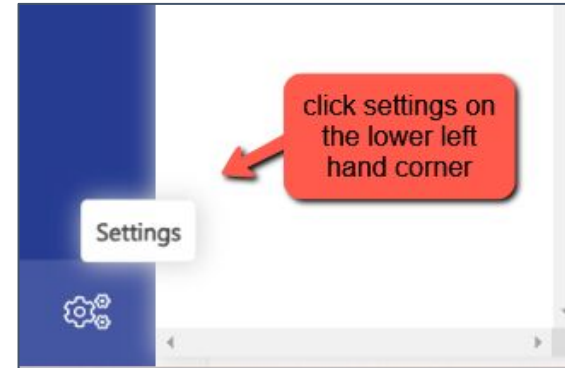 click settings on
the lower left
hand corner
Settings